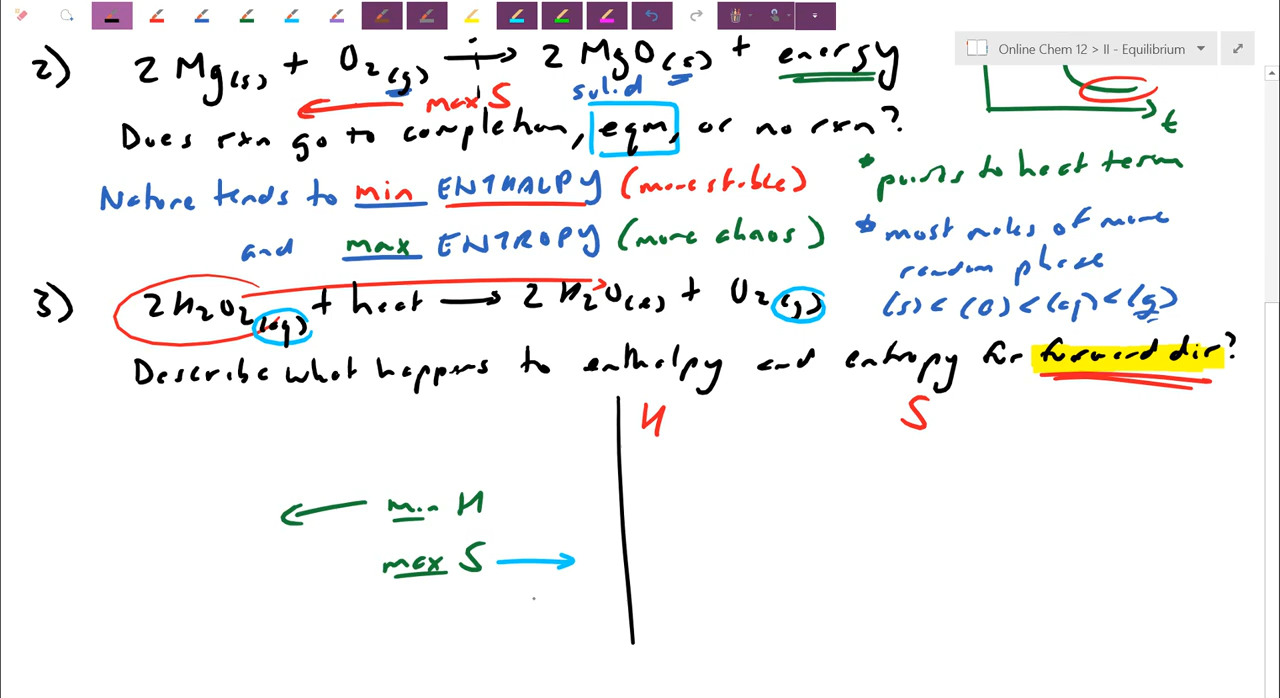 Online Chem 12 > II - Equilibrium
2) 2 Mg(s) + O₂(g) → 2 MgO(s) + energy
max S solid
Does rxn go to completion, eqm, or no rxn?
t
Nature tends to min ENTHALPY (more stable)
* points to heat term
and max ENTROPY (more chaos)
* most moles of more
random phase
(s) < (l) < (aq) < (g)
3) 2H₂O₂(aq) + heat → 2 H₂O(l) + O₂(g)
Describe what happens to enthalpy and entropy for forward dir?
H S
← min H
max S →